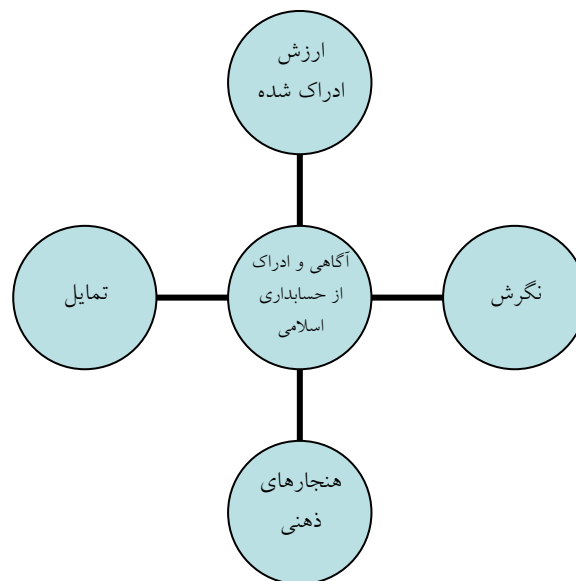 ارزش
ادراک شده
آگاهی و ادراک
از حسابداری
اسلامی
نگرش
تمایل
هنجارهای
ذهنی